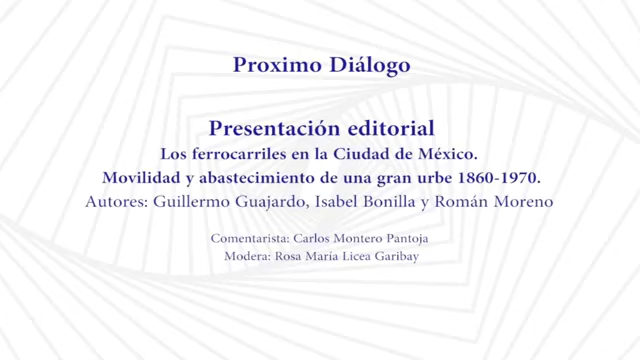 Proximo Diálogo
Presentación editorial
Los ferrocarriles en la Ciudad de México.
Movilidad y abastecimiento de una gran urbe 1860-1970.
Autores: Guillermo Guajardo, Isabel Bonilla y Román Moreno
Comentarista: Carlos Montero Pantoja
Modera: Rosa María Licea Garibay